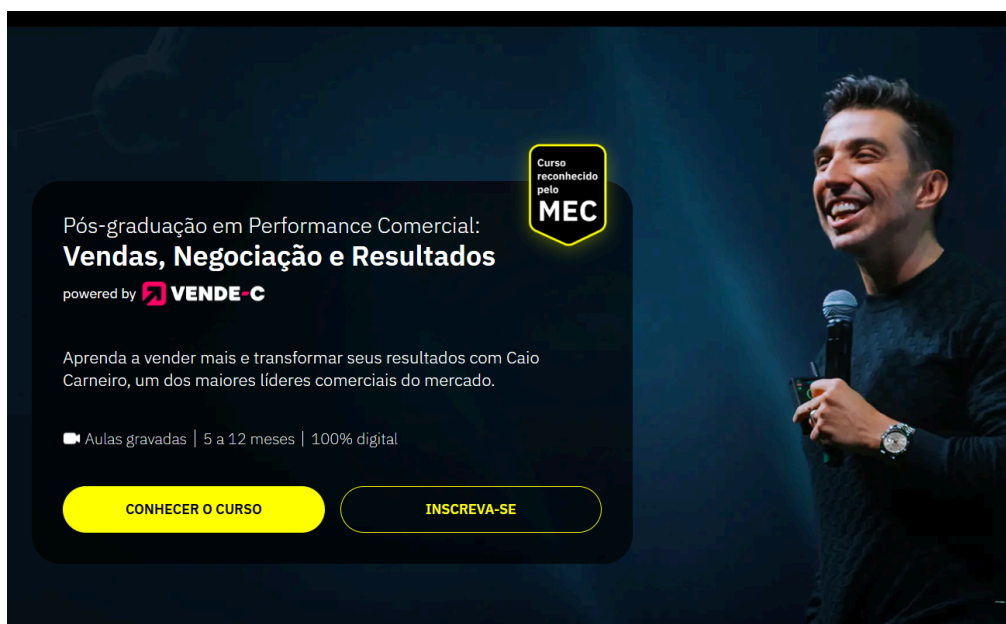 Curso
reconhecido
pelo
MEC
Pós-graduação em Performance Comercial:
Vendas, Negociação e Resultados
powered by VENDE-C
Aprenda a vender mais e transformar seus resultados com Caio
Carneiro, um dos maiores líderes comerciais do mercado.
Aulas gravadas | 5 a 12 meses | 100% digital
CONHECER O CURSO
INSCREVA-SE